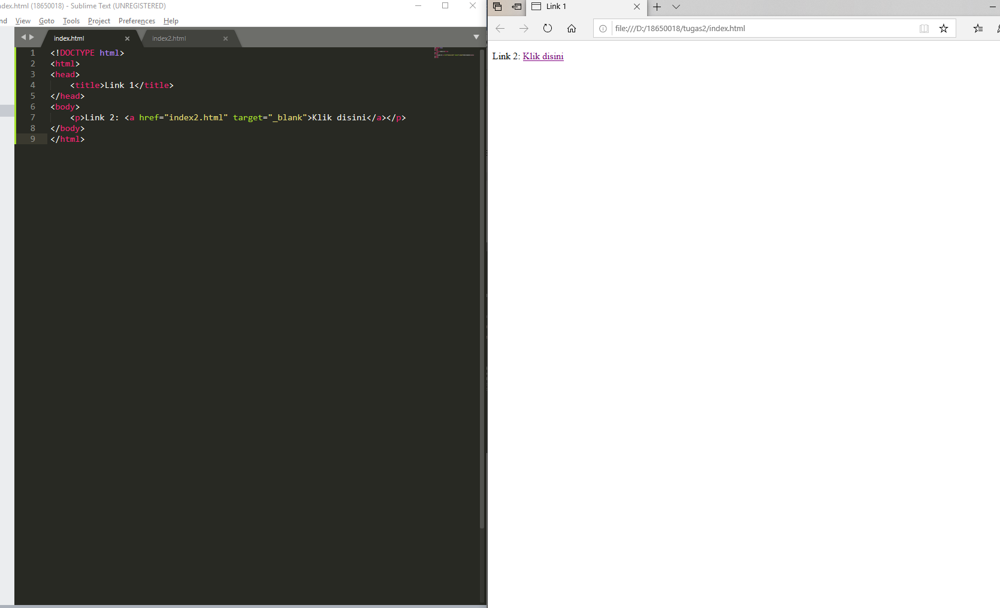 ndex.html (18650018) - Sublime Text (UNREGISTERED)
nd View Goto Tools Project Preferences Help
index.html index2.html
1 <!DOCTYPE html>
2 <html>
3 <head>
4     <title>Link 1</title>
5 </head>
6 <body>
7     <p>Link 2: <a href="index2.html" target="_blank">Klik disini</a></p>
8 </body>
9 </html>
Link 1
file:///D:/18650018/tugas2/index.html
Link 2: Klik disini